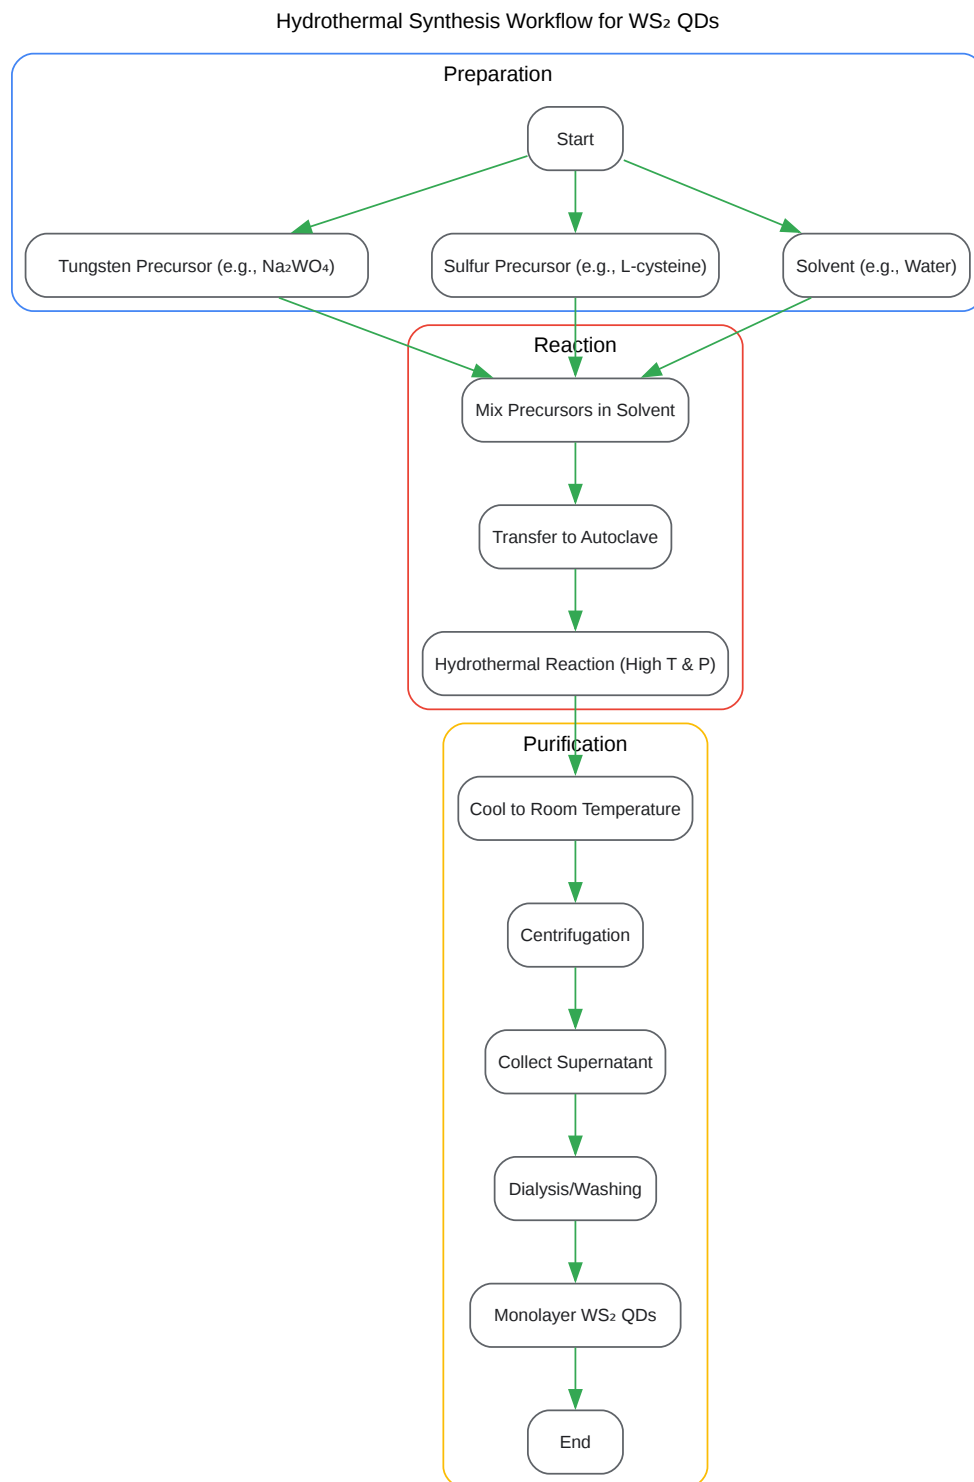 Hydrothermal Synthesis Workflow for WS₂ QDs
Preparation
Start
Tungsten Precursor (e.g., Na₂WO₄)
Sulfur Precursor (e.g., L-cysteine)
Solvent (e.g., Water)
Reaction
Mix Precursors in Solvent
Transfer to Autoclave
Hydrothermal Reaction (High T & P)
Purification
Cool to Room Temperature
Centrifugation
Collect Supernatant
Dialysis/Washing
Monolayer WS₂ QDs
End